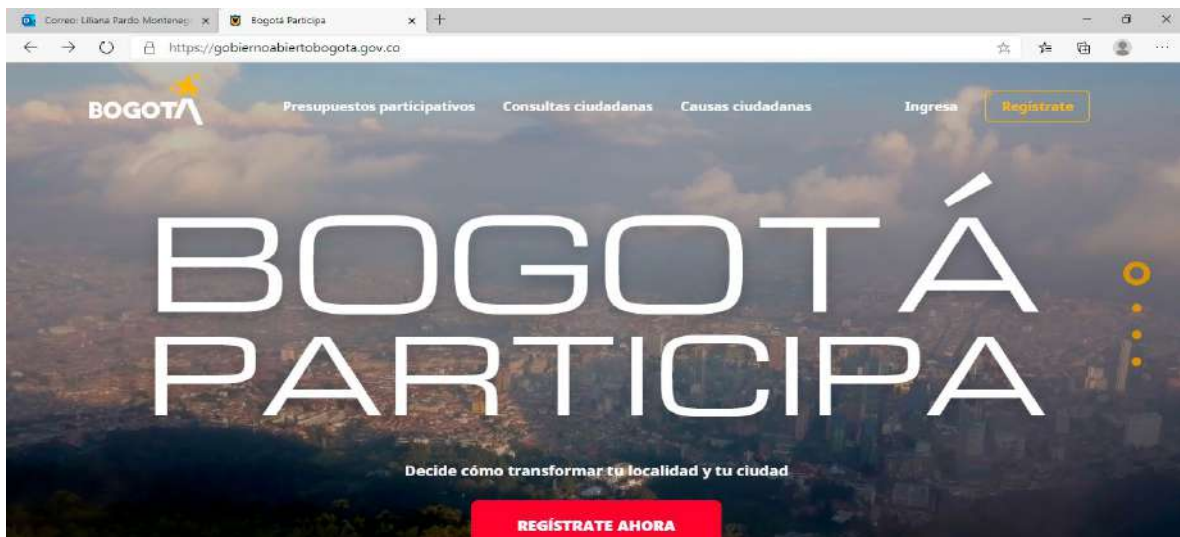 Correo: Liliana Pardo Monteneg
Bogotá Participa
https://gobiernoabiertobogota.gov.co
BOGOTÁ
Presupuestos participativos Consultas ciudadanas Causas ciudadanas Ingresa Regístrate
BOGOTÁ
PARTICIPA
Decide cómo transformar tu localidad y tu ciudad
REGÍSTRATE AHORA